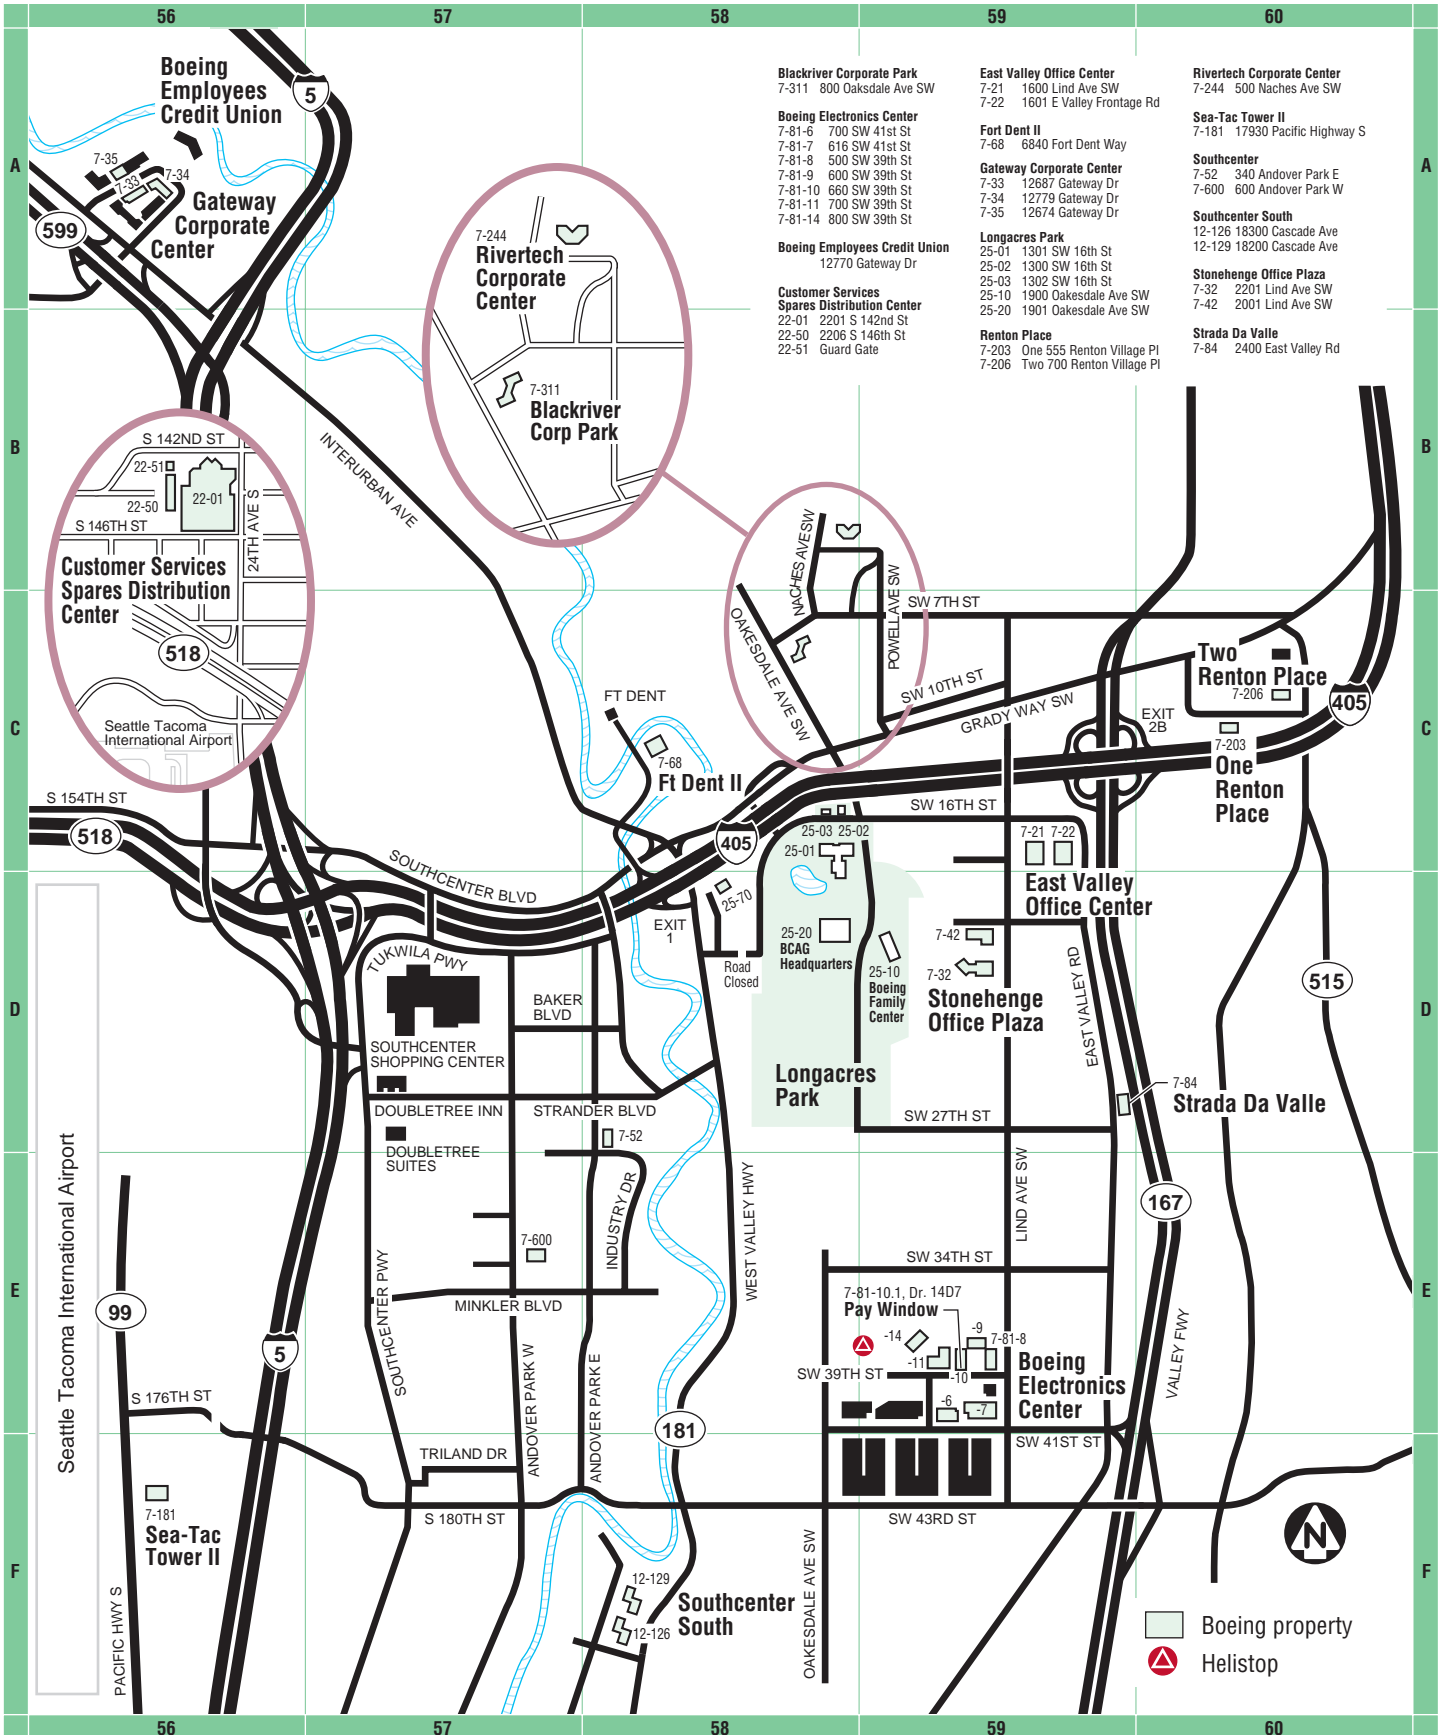 56 57 58 59 60
A
B
C
D
E
F
A
B
C
D
E
F
56 57 58 59 60
Blackriver Corporate Park
7-311 800 Oaksdale Ave SW
Boeing Electronics Center
7-81-6 700 SW 41st St
7-81-7 616 SW 41st St
7-81-8 500 SW 39th St
7-81-9 600 SW 39th St
7-81-10 660 SW 39th St
7-81-11 700 SW 39th St
7-81-14 800 SW 39th St
Boeing Employees Credit Union
12770 Gateway Dr
Customer Services
Spares Distribution Center
22-01 2201 S 142nd St
22-50 2206 S 146th St
22-51 Guard Gate
East Valley Office Center
7-21 1600 Lind Ave SW
7-22 1601 E Valley Frontage Rd
Fort Dent II
7-68 6840 Fort Dent Way
Gateway Corporate Center
7-33 12687 Gateway Dr
7-34 12779 Gateway Dr
7-35 12674 Gateway Dr
Longacres Park
25-01 1301 SW 16th St
25-02 1300 SW 16th St
25-03 1302 SW 16th St
25-10 1900 Oakesdale Ave SW
25-20 1901 Oakesdale Ave SW
Renton Place
7-203 One 555 Renton Village Pl
7-206 Two 700 Renton Village Pl
Rivertech Corporate Center
7-244 500 Naches Ave SW
Sea-Tac Tower II
7-181 17930 Pacific Highway S
Southcenter
7-52 340 Andover Park E
7-600 600 Andover Park W
Southcenter South
12-126 18300 Cascade Ave
12-129 18200 Cascade Ave
Stonehenge Office Plaza
7-32 2201 Lind Ave SW
7-42 2001 Lind Ave SW
Strada Da Valle
7-84 2400 East Valley Rd
Boeing
Employees
Credit Union
5
7-35
7-33
7-34
Gateway
Corporate
Center
599
7-244
Rivertech
Corporate
Center
7-311
Blackriver
Corp Park
INTERURBAN AVE
S 142ND ST
22-51
22-50
22-01
24TH AVE S
S 146TH ST
Customer Services
Spares Distribution
Center
518
Seattle Tacoma
International Airport
NACHES AVE SW
POWELL AVE SW
OAKESDALE AVE SW
SW 7TH ST
SW 10TH ST
GRADY WAY SW
Two
Renton Place
7-206
405
EXIT
2B
7-203
One
Renton
Place
FT DENT
7-68
Ft Dent II
S 154TH ST
518
405
SW 16TH ST
25-03 25-02
25-01
7-21 7-22
East Valley
Office Center
SOUTHCENTER BLVD
25-70
EXIT
1
Road
Closed
25-20
BCAG
Headquarters
25-10
Boeing
Family
Center
7-42
7-32
Stonehenge
Office Plaza
EAST VALLEY RD
515
TUKWILA PWY
BAKER
BLVD
SOUTHCENTER
SHOPPING CENTER
Longacres
Park
7-84
Strada Da Valle
DOUBLETREE INN
STRANDER BLVD
SW 27TH ST
7-52
DOUBLETREE
SUITES
Seattle Tacoma International Airport
INDUSTRY DR
WEST VALLEY HWY
LIND AVE SW
167
7-600
SW 34TH ST
SOUTHCENTER PWY
MINKLER BLVD
99
5
7-81-10.1, Dr. 14D7
Pay Window
-14
-9
7-81-8
-11
-10
SW 39TH ST
-6
-7
Boeing
Electronics
Center
VALLEY FWY
S 176TH ST
ANDOVER PARK W
ANDOVER PARK E
181
SW 41ST ST
TRILAND DR
7-181
Sea-Tac
Tower II
S 180TH ST
SW 43RD ST
N
OAKESDALE AVE SW
PACIFIC HWY S
12-129
12-126
Southcenter
South
Boeing property
Helistop